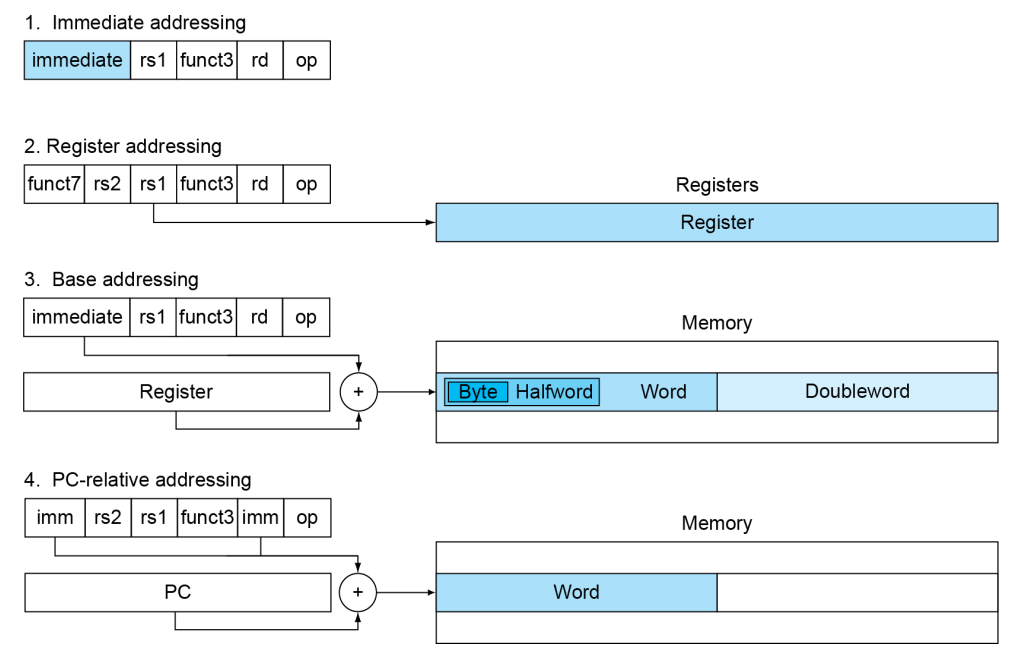 1. Immediate addressing
immediate rs1 funct3 rd op
2. Register addressing
funct7 rs2 rs1 funct3 rd op
Registers
Register
3. Base addressing
immediate rs1 funct3 rd op
Memory
Register + Byte Halfword Word Doubleword
4. PC-relative addressing
imm rs2 rs1 funct3 imm op
Memory
PC + Word